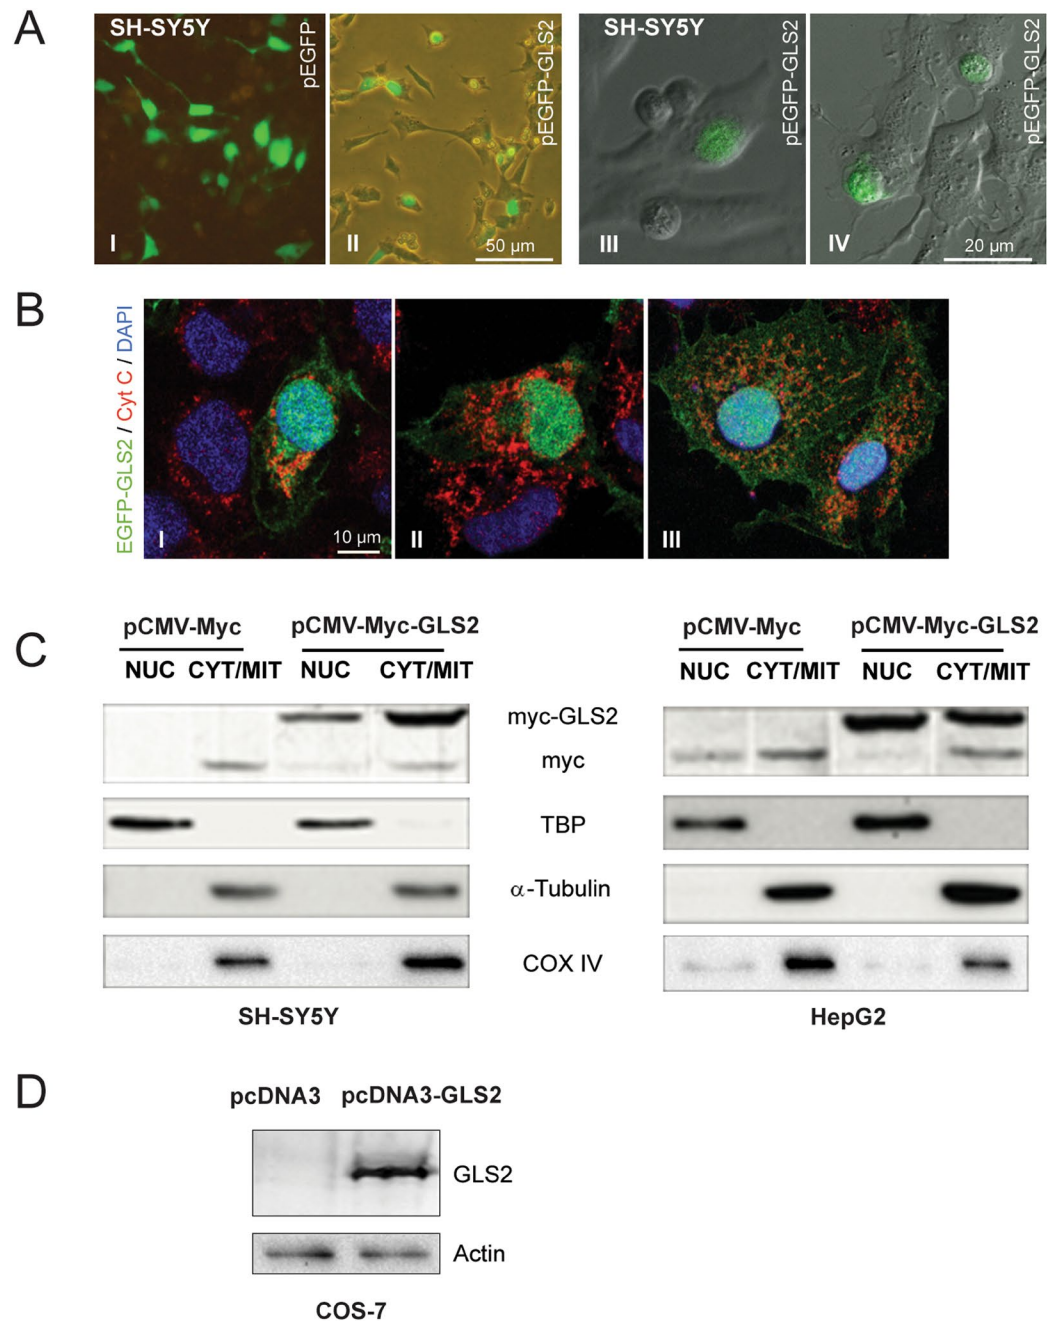 A
SH-SY5Y
pEGFP
I
pEGFP-GLS2
II
50 µm
SH-SY5Y
pEGFP-GLS2
III
pEGFP-GLS2
IV
20 µm
B
EGFP-GLS2 / Cyt C / DAPI
I
10 µm
II
III
C
pCMV-Myc pCMV-Myc-GLS2
NUC CYT/MIT NUC CYT/MIT
pCMV-Myc pCMV-Myc-GLS2
NUC CYT/MIT NUC CYT/MIT
myc-GLS2
myc
TBP
α-Tubulin
COX IV
SH-SY5Y
HepG2
D
pcDNA3 pcDNA3-GLS2
GLS2
Actin
COS-7